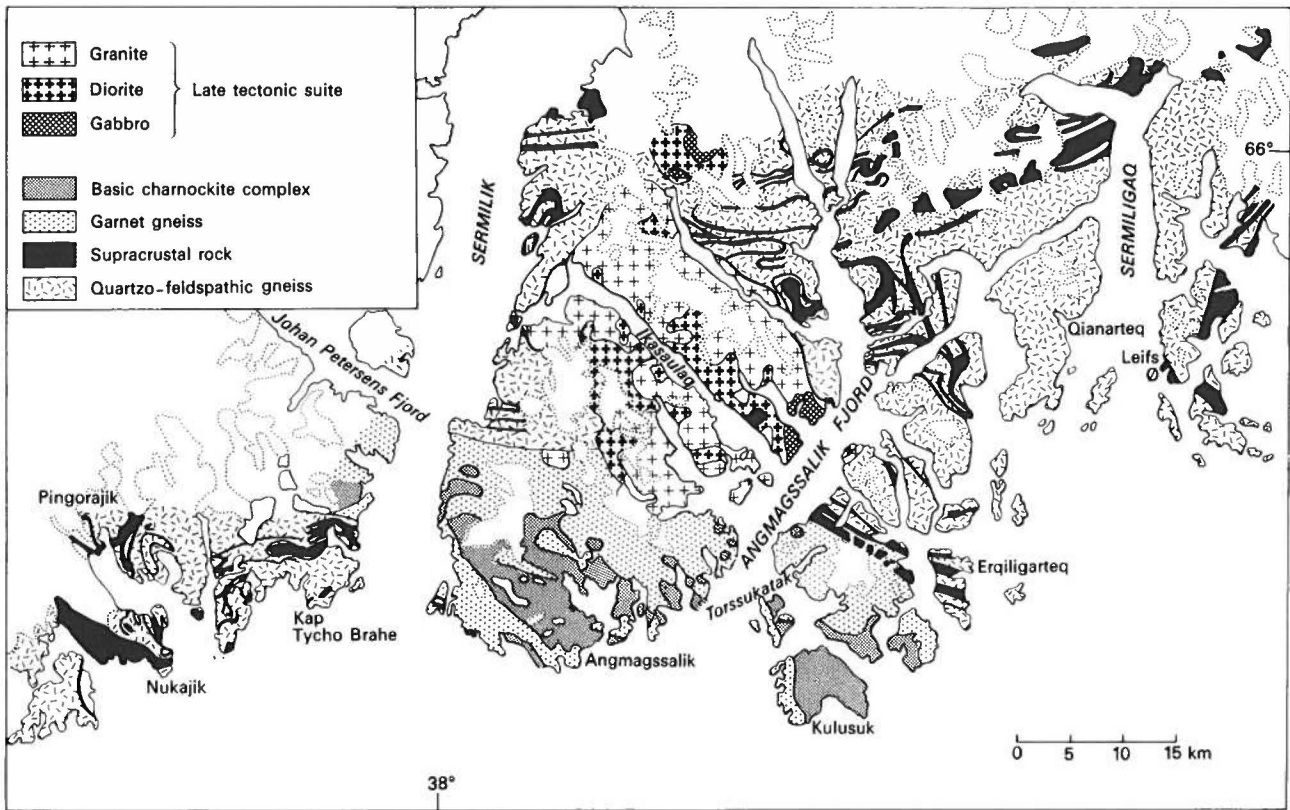 Granite
Diorite
Gabbro
Late tectonic suite
Basic charnockite complex
Garnet gneiss
Supracrustal rock
Quartzo-feldspathic gneiss
66°
SERMILIK
SERMILIGAQ
Johan Petersens Fjord
Ikasaulaq
Qianarteq
Leifs Ø
ANGMAGSSALIK FJORD
Pingorajik
Torssukatak
Erqiligarteq
Kap
Tycho Brahe
Angmagssalik
Nukajik
Kulusuk
0 5 10 15 km
38°